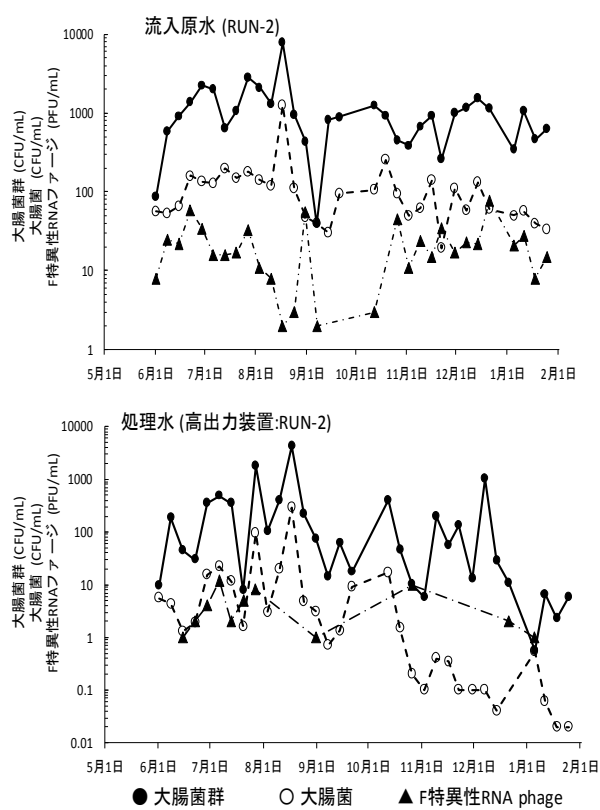 流入原水 (RUN-2)
大腸菌群 (CFU/mL)
大腸菌 (CFU/mL)
F特異性RNAファージ (PFU/mL)
10000
1000
100
10
1
5月1日 6月1日 7月1日 8月1日 9月1日 10月1日 11月1日 12月1日 1月1日 2月1日
処理水 (高出力装置:RUN-2)
大腸菌群 (CFU/mL)
大腸菌 (CFU/mL)
F特異性RNAファージ (PFU/mL)
10000
1000
100
10
1
0.1
0.01
5月1日 6月1日 7月1日 8月1日 9月1日 10月1日 11月1日 12月1日 1月1日 2月1日
大腸菌群 大腸菌 F特異性RNA phage